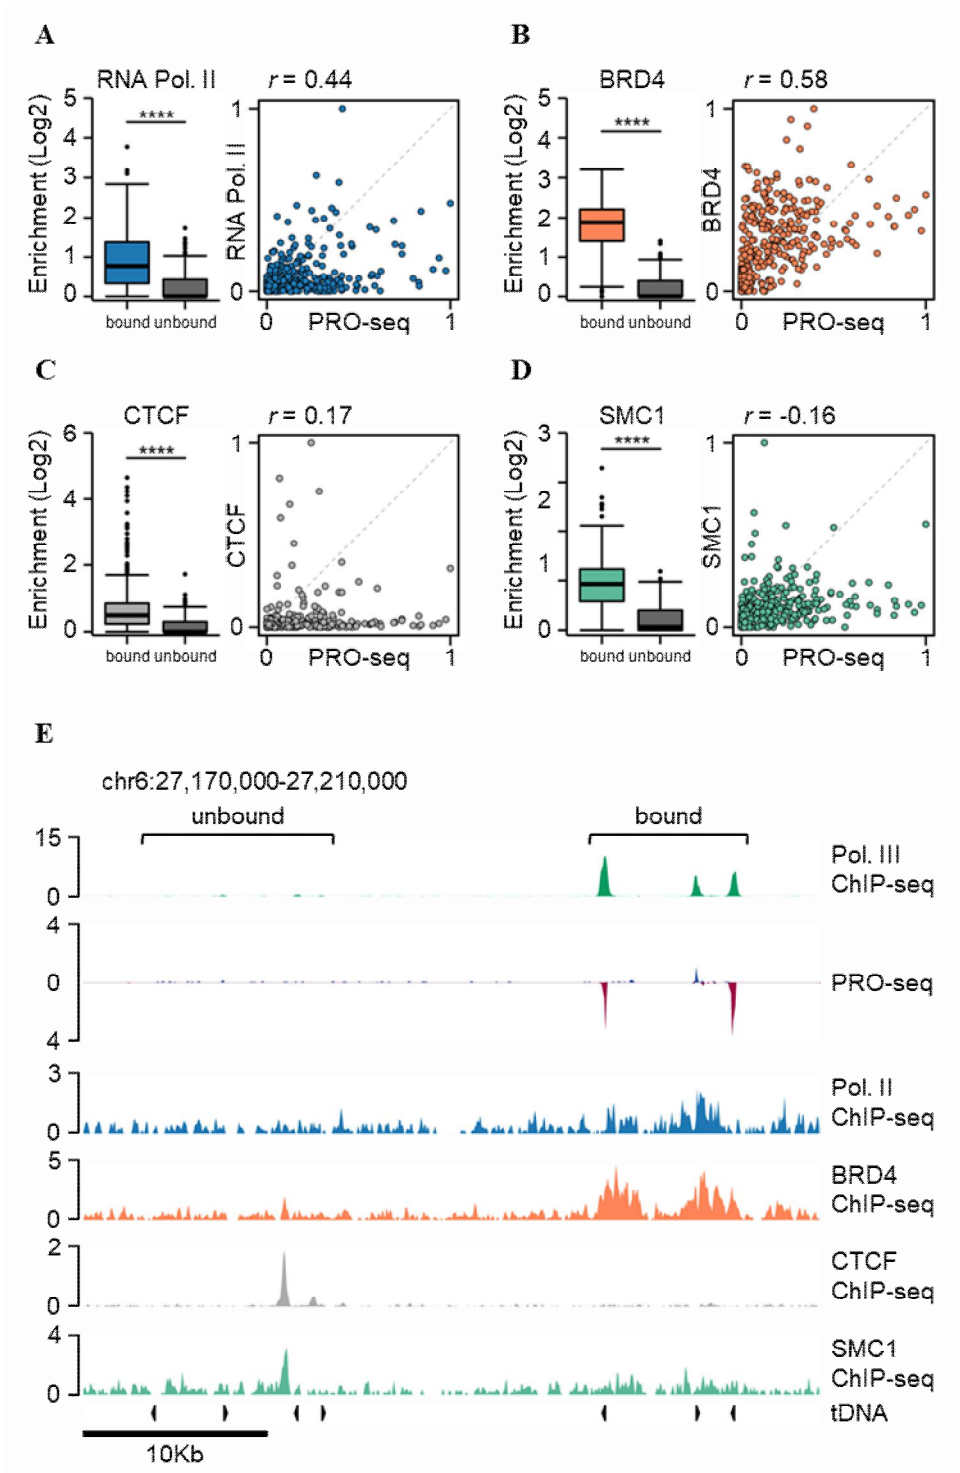 A
RNA Pol. II
r = 0.44
Enrichment (Log2)
5
4
3
2
1
0
****
bound unbound
RNA Pol. II
1
0
0 PRO-seq 1
B
BRD4
r = 0.58
Enrichment (Log2)
5
4
3
2
1
0
****
bound unbound
BRD4
1
0
0 PRO-seq 1
C
CTCF
r = 0.17
Enrichment (Log2)
6
4
2
0
****
bound unbound
CTCF
1
0
0 PRO-seq 1
D
SMC1
r = -0.16
Enrichment (Log2)
3
2
1
0
****
bound unbound
SMC1
1
0
0 PRO-seq 1
E
chr6:27,170,000-27,210,000
unbound
bound
15
0
Pol. III
ChIP-seq
4
0
4
PRO-seq
3
0
Pol. II
ChIP-seq
5
0
BRD4
ChIP-seq
2
0
CTCF
ChIP-seq
4
0
SMC1
ChIP-seq
tDNA
10Kb